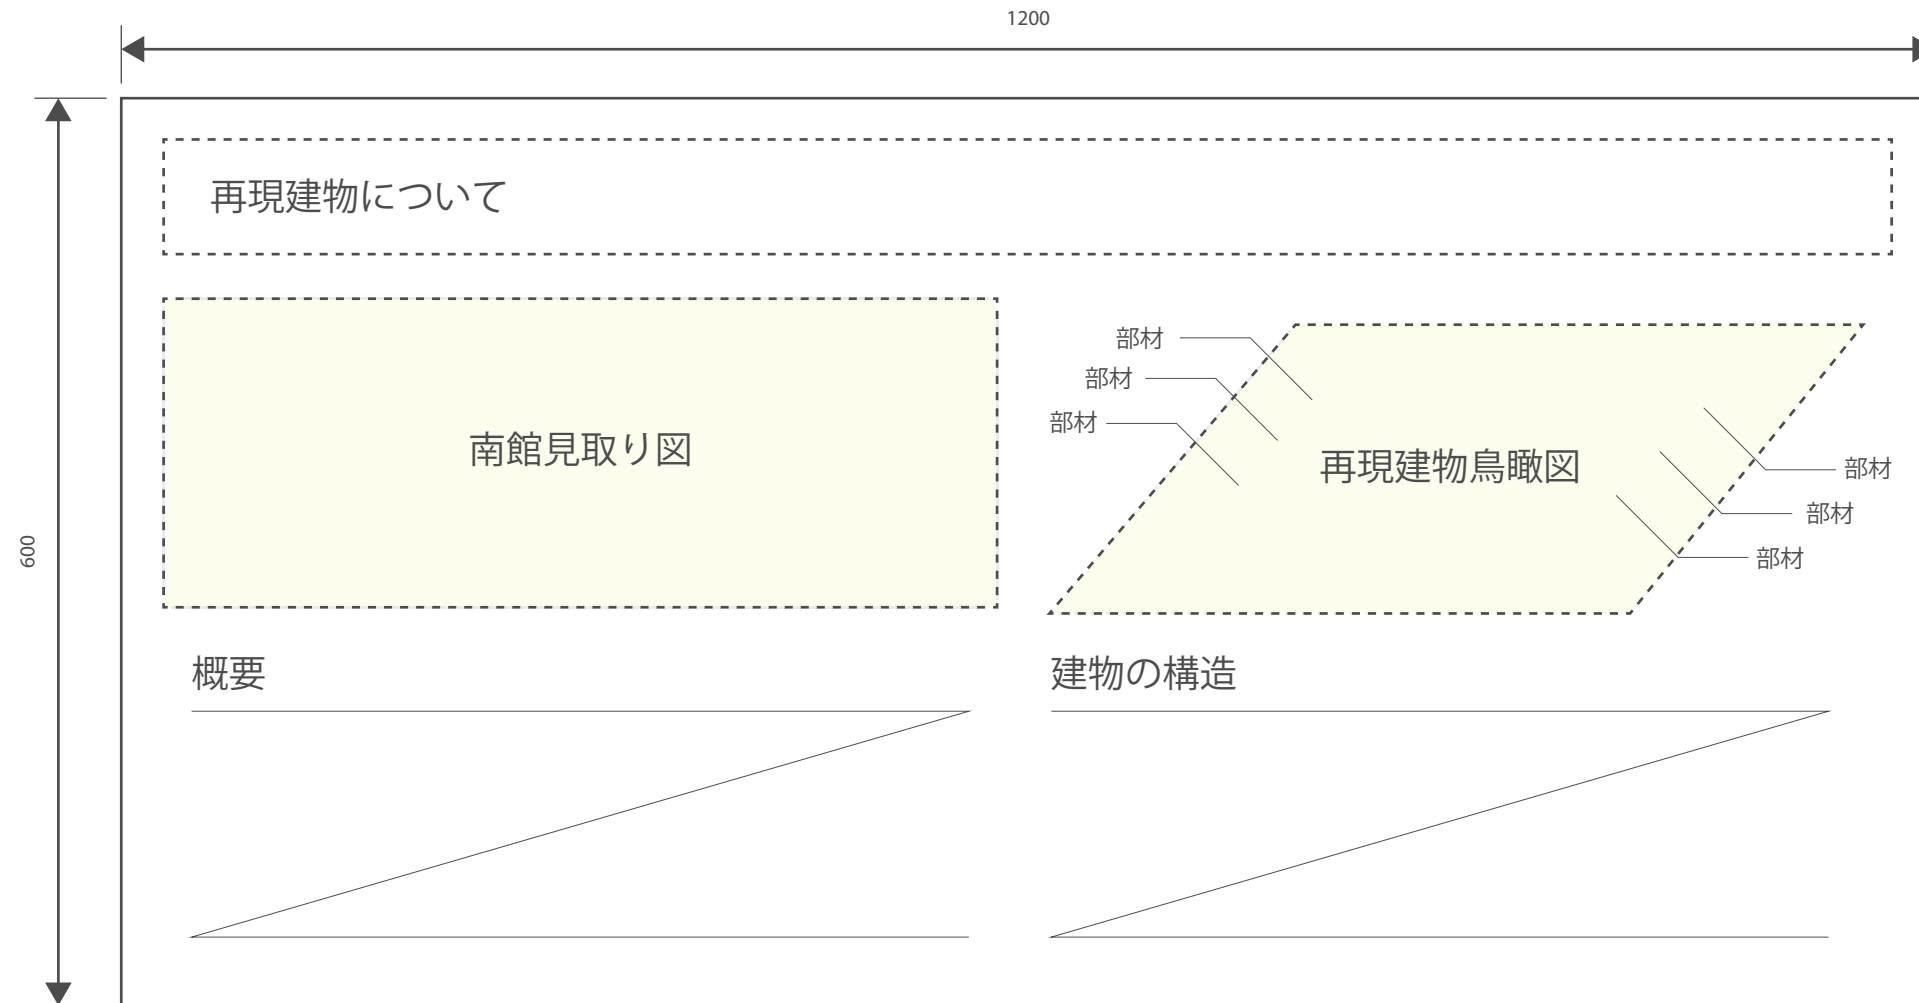 1200
600
再現建物について
南館見取り図
部材
部材
部材
再現建物鳥瞰図
部材
部材
部材
概要
建物の構造